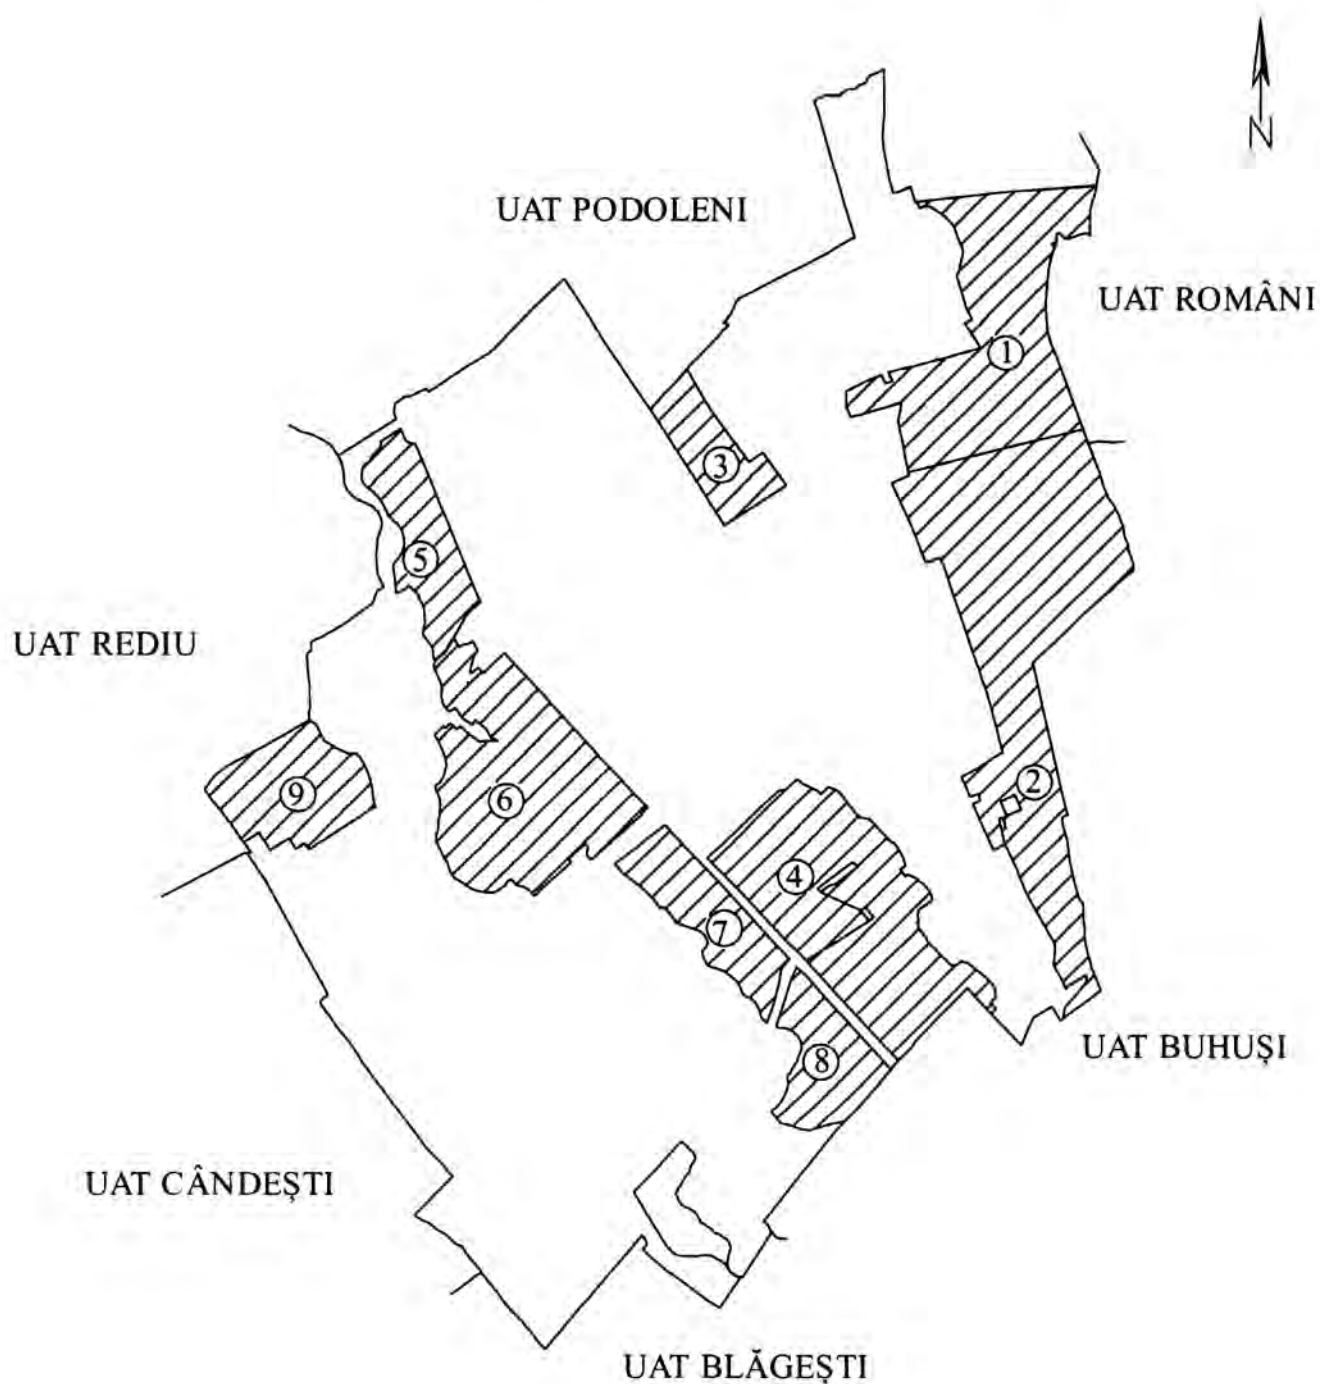 N
UAT PODOLENI
UAT ROMÂNI
1
3
5
UAT REDIU
2
9
6
4
7
UAT BUHUȘI
8
UAT CÂNDEȘTI
UAT BLĂGEȘTI